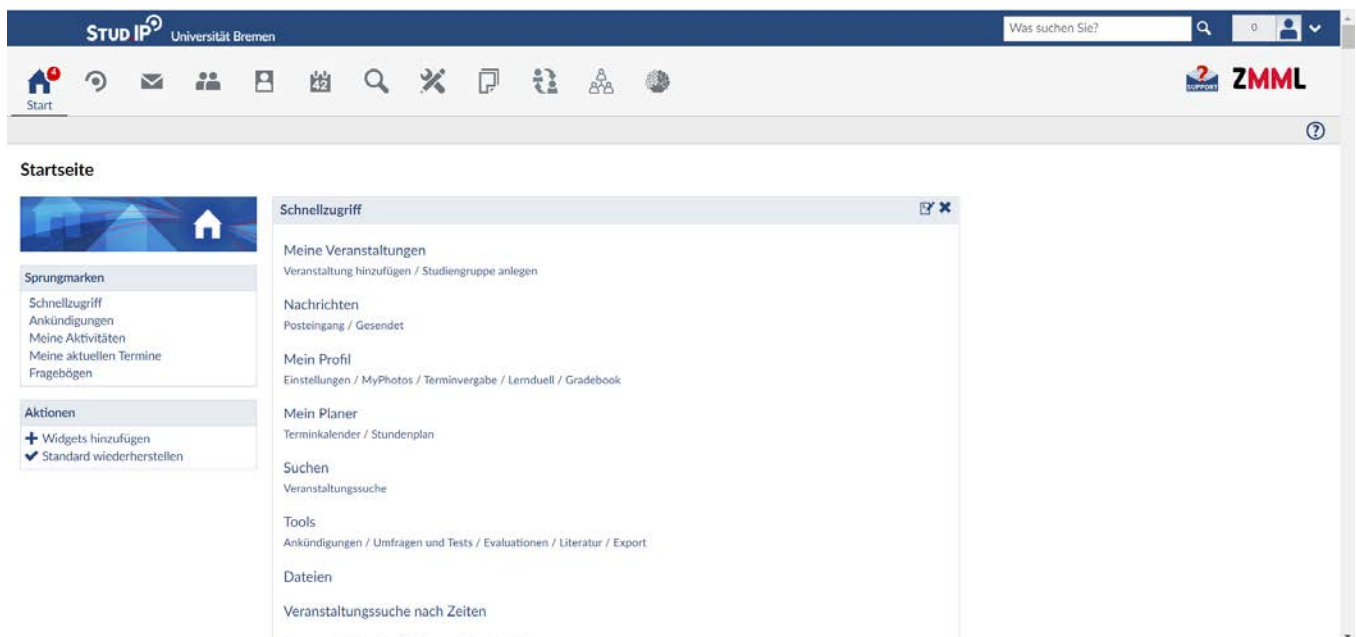 STUD IP Universität Bremen
Was suchen Sie?
0
4
42
Start
? SUPPORT
ZMML
?
Startseite
Schnellzugriff
Meine Veranstaltungen
Veranstaltung hinzufügen / Studiengruppe anlegen
Nachrichten
Posteingang / Gesendet
Mein Profil
Einstellungen / MyPhotos / Terminvergabe / Lernduell / Gradebook
Mein Planer
Terminkalender / Stundenplan
Suchen
Veranstaltungssuche
Tools
Ankündigungen / Umfragen und Tests / Evaluationen / Literatur / Export
Dateien
Veranstaltungssuche nach Zeiten
Sprungmarken
Schnellzugriff
Ankündigungen
Meine Aktivitäten
Meine aktuellen Termine
Fragebögen
Aktionen
Widgets hinzufügen
Standard wiederherstellen